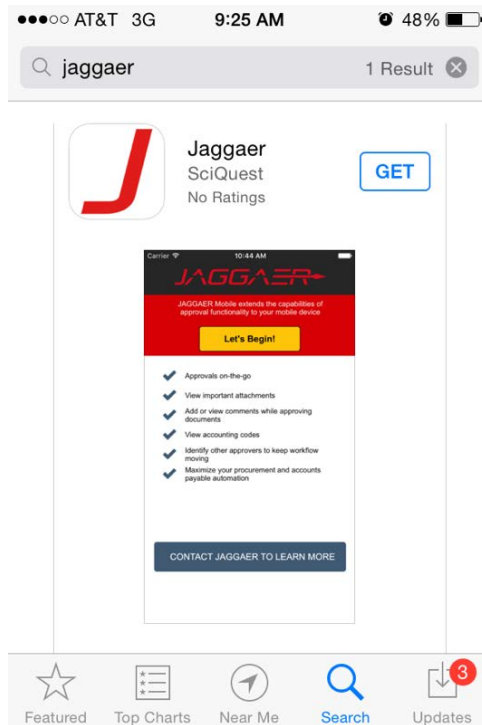 AT&T 3G 9:25 AM 48%
jaggaer 1 Result
Jaggaer
SciQuest
No Ratings
GET
Carrier 10:44 AM
JAGGAER
JAGGAER Mobile extends the capabilities of
approval functionality to your mobile device
Let's Begin!
Approvals on-the-go
View important attachments
Add or view comments while approving
documents
View accounting codes
Identify other approvers to keep workflow
moving
Maximize your procurement and accounts
payable automation
CONTACT JAGGAER TO LEARN MORE
3
Featured Top Charts Near Me Search Updates